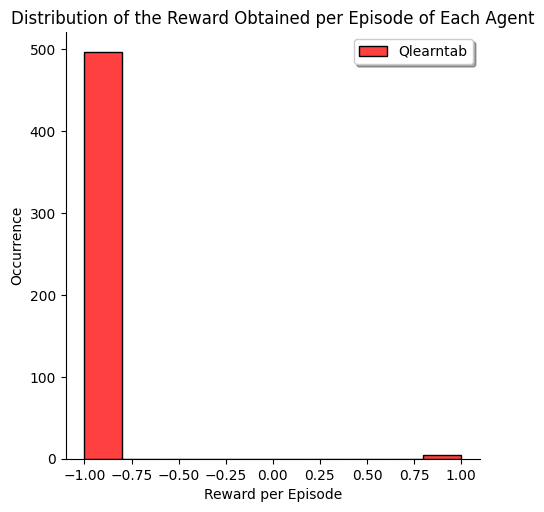 Distribution of the Reward Obtained per Episode of Each Agent
Qlearntab
500
400
300
200
100
0
Occurrence
−1.00 −0.75 −0.50 −0.25 0.00 0.25 0.50 0.75 1.00
Reward per Episode